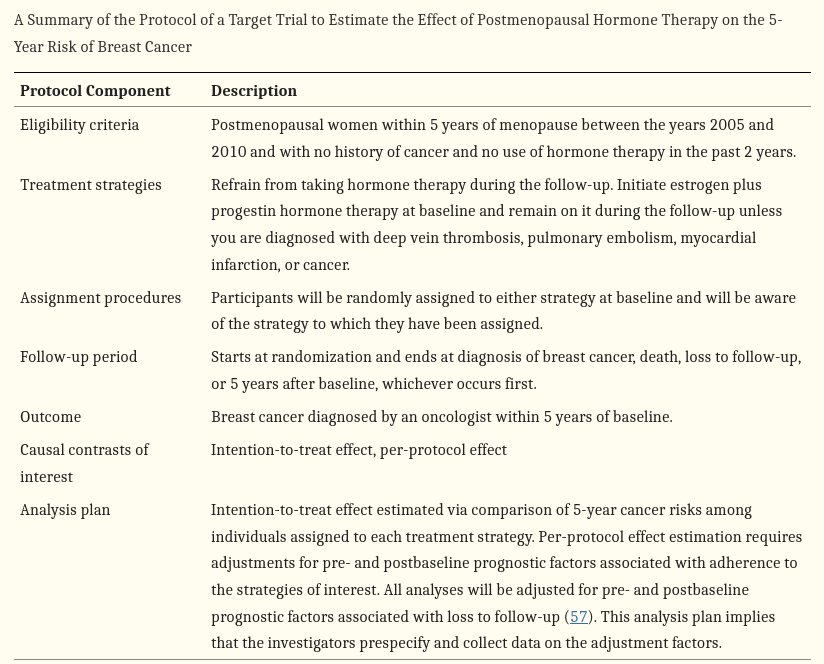 A Summary of the Protocol of a Target Trial to Estimate the Effect of Postmenopausal Hormone Therapy on the 5-
Year Risk of Breast Cancer
Protocol Component Description
Eligibility criteria Postmenopausal women within 5 years of menopause between the years 2005 and
2010 and with no history of cancer and no use of hormone therapy in the past 2 years.
Treatment strategies Refrain from taking hormone therapy during the follow-up. Initiate estrogen plus
progestin hormone therapy at baseline and remain on it during the follow-up unless
you are diagnosed with deep vein thrombosis, pulmonary embolism, myocardial
infarction, or cancer.
Assignment procedures Participants will be randomly assigned to either strategy at baseline and will be aware
of the strategy to which they have been assigned.
Follow-up period Starts at randomization and ends at diagnosis of breast cancer, death, loss to follow-up,
or 5 years after baseline, whichever occurs first.
Outcome Breast cancer diagnosed by an oncologist within 5 years of baseline.
Causal contrasts of Intention-to-treat effect, per-protocol effect
interest
Analysis plan Intention-to-treat effect estimated via comparison of 5-year cancer risks among
individuals assigned to each treatment strategy. Per-protocol effect estimation requires
adjustments for pre- and postbaseline prognostic factors associated with adherence to
the strategies of interest. All analyses will be adjusted for pre- and postbaseline
prognostic factors associated with loss to follow-up (57). This analysis plan implies
that the investigators prespecify and collect data on the adjustment factors.